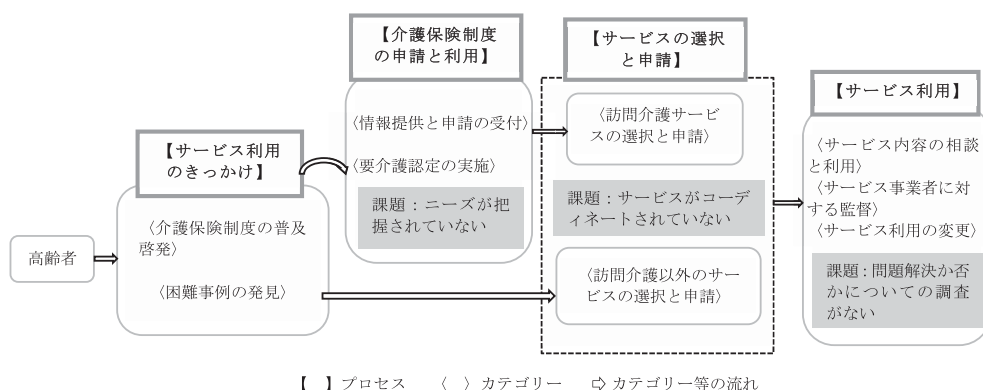 高齢者
【サービス利用
のきっかけ】
〈介護保険制度の普及
啓発〉
〈困難事例の発見〉
【介護保険制度
の申請と利用】
〈情報提供と申請の受付〉
〈要介護認定の実施〉
課題：ニーズが把
握されていない
【サービスの選択
と申請】
〈訪問介護サービ
スの選択と申請〉
課題：サービスがコーデ
ィネートされていない
〈訪問介護以外のサー
ビスの選択と申請〉
【サービス利用】
〈サービス内容の相談
と利用〉
〈サービス事業者に対
する監督〉
〈サービス利用の変更〉
課題：問題解決か否
かについての調査
がない
【　】プロセス　〈　〉カテゴリー　⇨ カテゴリー等の流れ